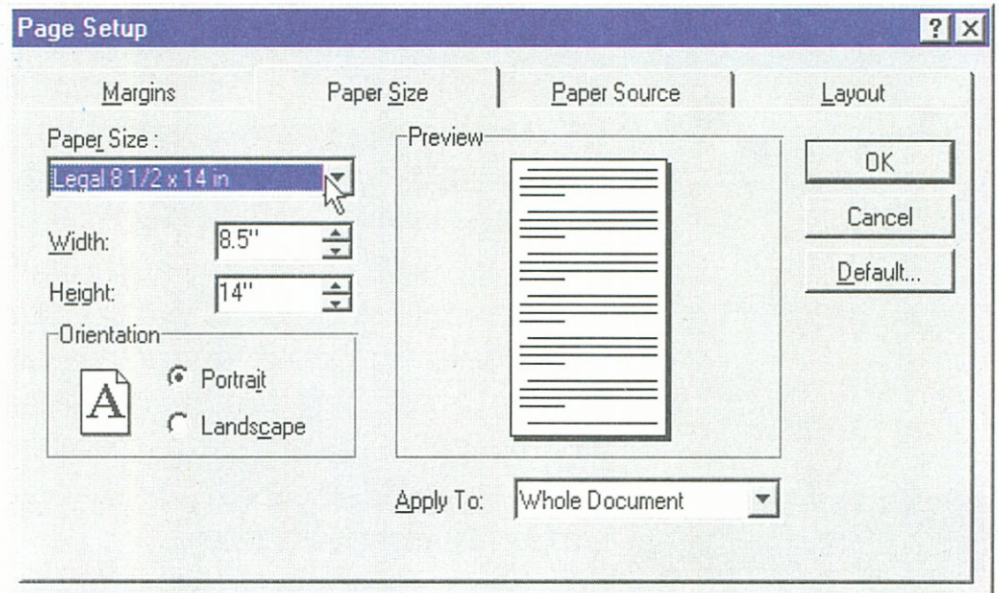 Page Setup
? X
Margins
Paper Size
Paper Source
Layout
Paper Size :
Legal 8 1/2 x 14 in
Width:
8.5"
Height:
14"
Orientation
A
Portrait
Landscape
Preview
Apply To:
Whole Document
OK
Cancel
Default...